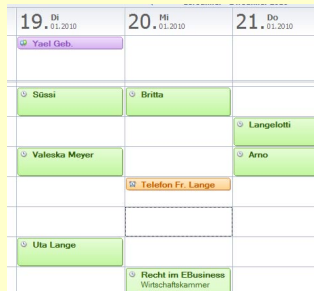 19. Di 01.2010
20. Mi 01.2010
21. Do 01.2010
Yael Geb.
Süssi
Britta
Langelotti
Valeska Meyer
Arno
Telefon Fr. Lange
Uta Lange
Recht im EBusiness
Wirtschaftskammer